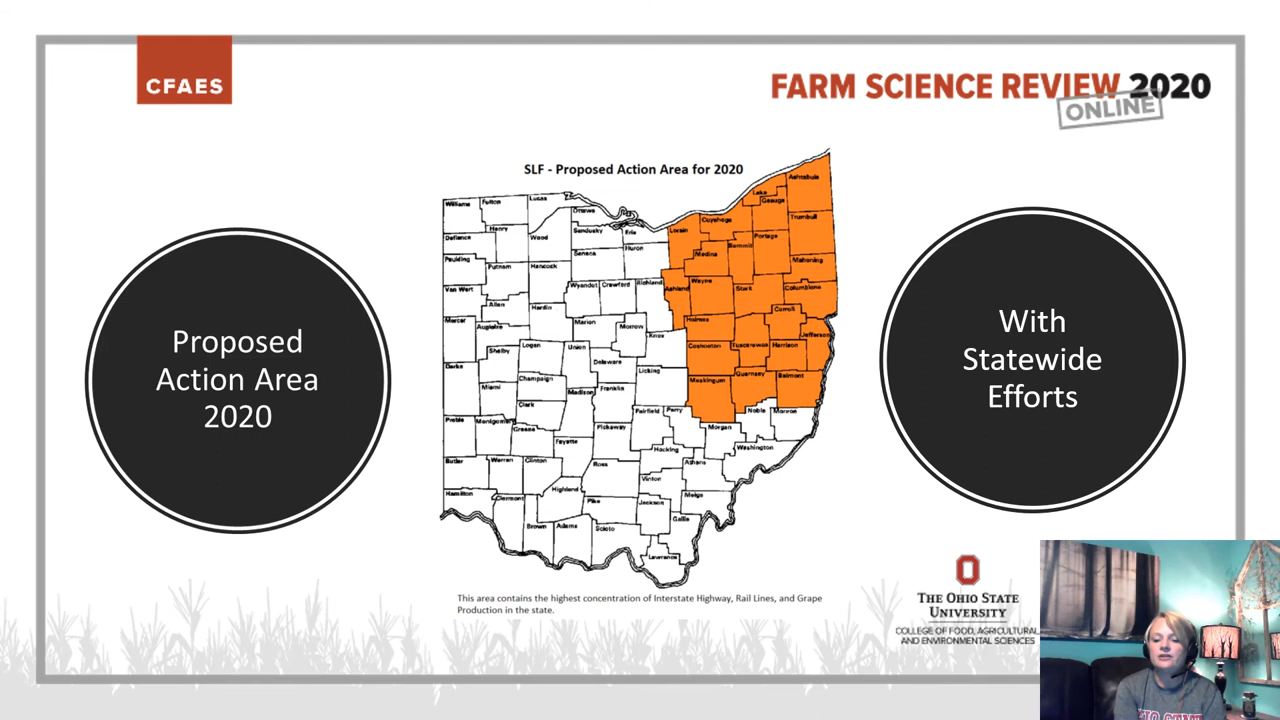 CFAES
FARM SCIENCE REVIEW 2020
ONLINE
SLF - Proposed Action Area for 2020
Proposed
Action Area
2020
With
Statewide
Efforts
Williams
Fulton
Lucas
Ottawa
Lake
Ashtabula
Geauga
Cuyahoga
Trumbull
Defiance
Henry
Wood
Sandusky
Erie
Lorain
Portage
Summit
Medina
Huron
Seneca
Paulding
Putnam
Hancock
Mahoning
Van Wert
Allen
Wyandot
Crawford
Richland
Ashland
Wayne
Stark
Columbiana
Hardin
Mercer
Auglaize
Marion
Morrow
Knox
Holmes
Carroll
Jefferson
Shelby
Logan
Union
Delaware
Coshocton
Tuscarawas
Harrison
Darke
Miami
Champaign
Madison
Franklin
Licking
Muskingum
Guernsey
Belmont
Clark
Fairfield
Perry
Noble
Monroe
Preble
Montgomery
Greene
Pickaway
Morgan
Fayette
Hocking
Washington
Butler
Warren
Clinton
Ross
Athens
Vinton
Hamilton
Clermont
Highland
Pike
Jackson
Meigs
Gallia
Brown
Adams
Scioto
Lawrence
This area contains the highest concentration of Interstate Highway, Rail Lines, and Grape
Production in the state.
THE OHIO STATE
UNIVERSITY
COLLEGE OF FOOD, AGRICULTURAL,
AND ENVIRONMENTAL SCIENCES